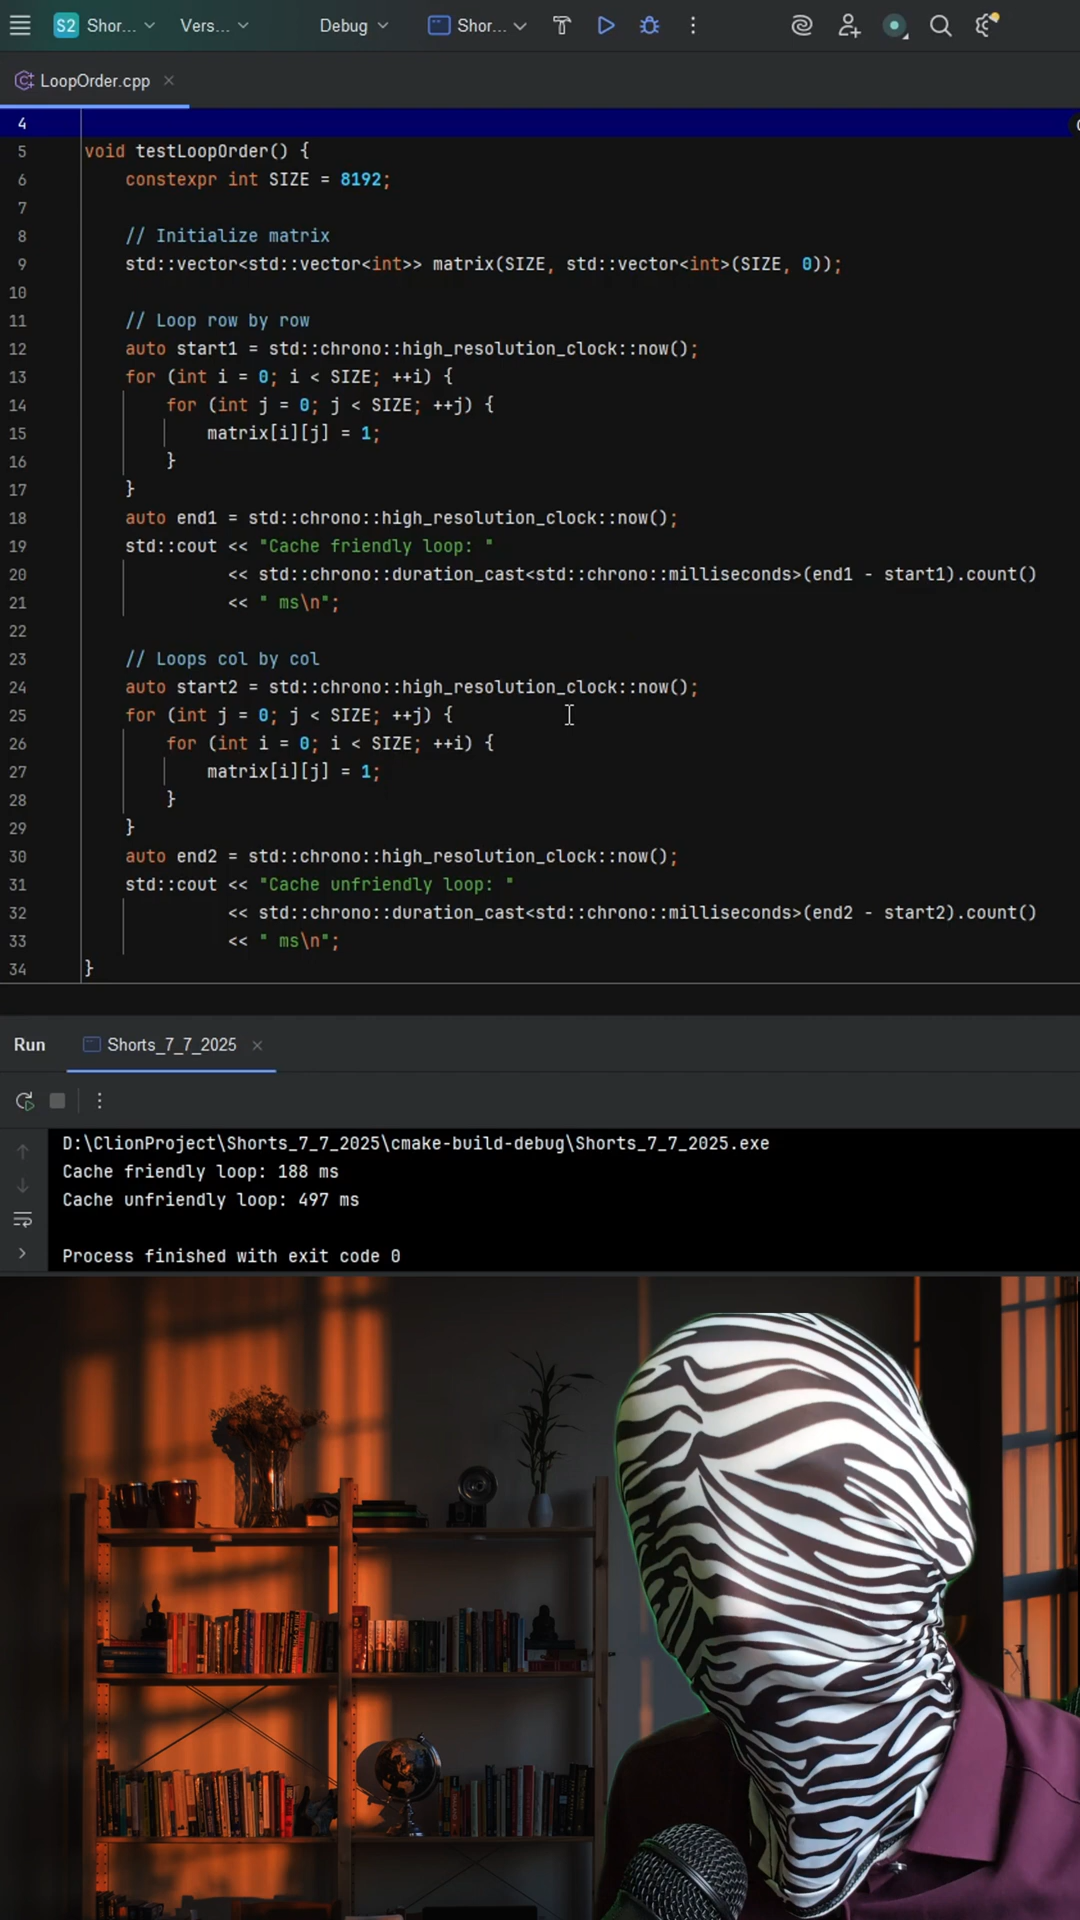 S2 Shor... Vers... Debug Shor...
LoopOrder.cpp
4
5 void testLoopOrder() {
6 constexpr int SIZE = 8192;
7
8 // Initialize matrix
9 std::vector<std::vector<int>> matrix(SIZE, std::vector<int>(SIZE, 0));
10
11 // Loop row by row
12 auto start1 = std::chrono::high_resolution_clock::now();
13 for (int i = 0; i < SIZE; ++i) {
14 for (int j = 0; j < SIZE; ++j) {
15 matrix[i][j] = 1;
16 }
17 }
18 auto end1 = std::chrono::high_resolution_clock::now();
19 std::cout << "Cache friendly loop: "
20 << std::chrono::duration_cast<std::chrono::milliseconds>(end1 - start1).count()
21 << " ms\n";
22
23 // Loops col by col
24 auto start2 = std::chrono::high_resolution_clock::now();
25 for (int j = 0; j < SIZE; ++j) {
26 for (int i = 0; i < SIZE; ++i) {
27 matrix[i][j] = 1;
28 }
29 }
30 auto end2 = std::chrono::high_resolution_clock::now();
31 std::cout << "Cache unfriendly loop: "
32 << std::chrono::duration_cast<std::chrono::milliseconds>(end2 - start2).count()
33 << " ms\n";
34 }
Run Shorts_7_7_2025
D:\ClionProject\Shorts_7_7_2025\cmake-build-debug\Shorts_7_7_2025.exe
Cache friendly loop: 188 ms
Cache unfriendly loop: 497 ms
Process finished with exit code 0